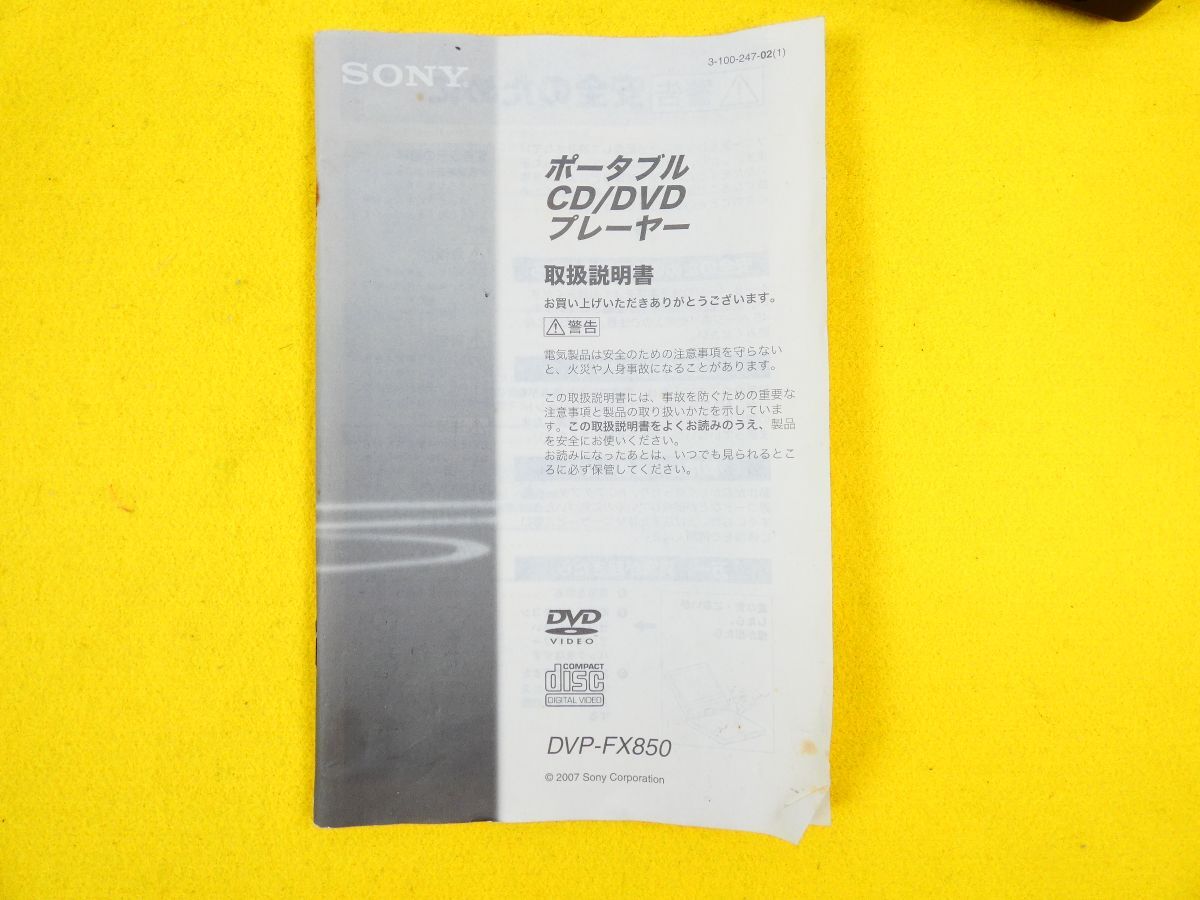 SONY
3-100-247-02(1)
ポータブル
CD/DVD
プレーヤー
取扱説明書
お買い上げいただきありがとうございます。
警告
電気製品は安全のための注意事項を守らない
と、火災や人身事故になることがあります。
この取扱説明書には、事故を防ぐための重要な
注意事項と製品の取り扱いかたを示していま
す。この取扱説明書をよくお読みのうえ、製品
を安全にお使いください。
お読みになったあとは、いつでも見られるとこ
ろに必ず保管してください。
DVD
VIDEO
COMPACT
disc
DIGITAL VIDEO
DVP-FX850
© 2007 Sony Corporation